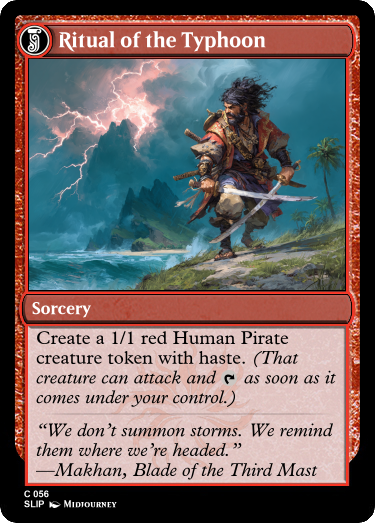 Ritual of the Typhoon
Sorcery
Create a 1/1 red Human Pirate
creature token with haste. (That
creature can attack and as soon as it
comes under your control.)
“We don’t summon storms. We remind
them where we’re headed.”
—Makhan, Blade of the Third Mast
C 056
SLIP Midjourney